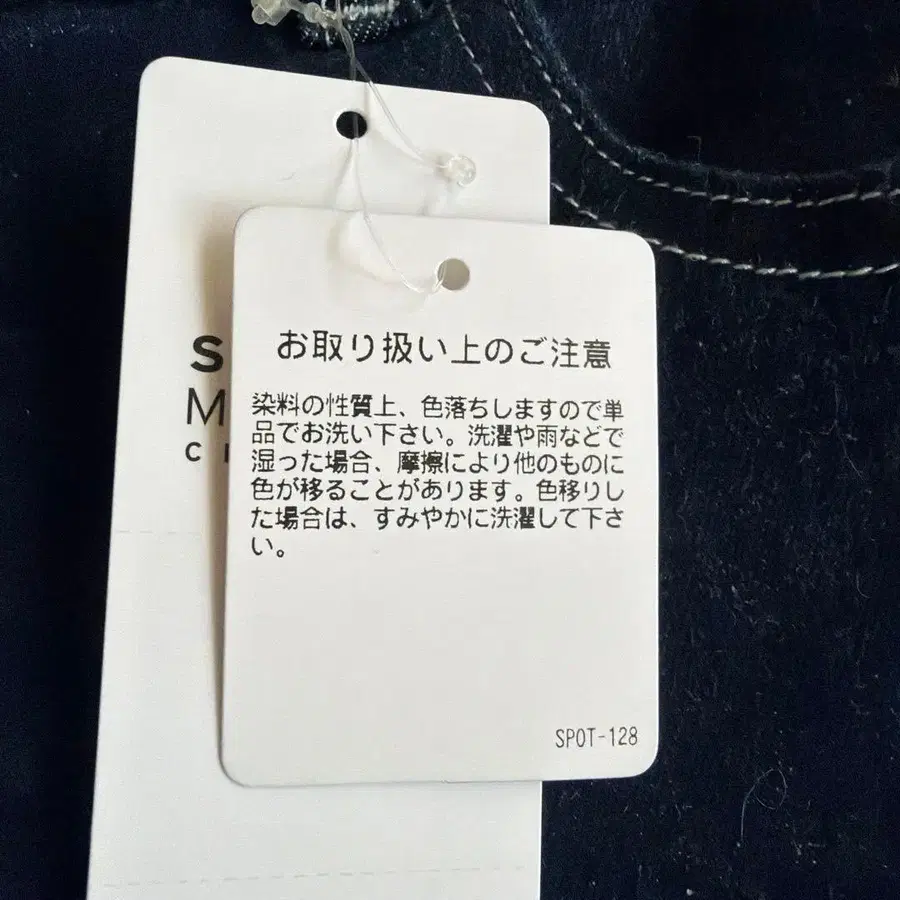 お取り扱い上のご注意
染料の性質上、色落ちしますので単
品でお洗い下さい。洗濯や雨などで
湿った場合、摩擦により他のものに
色が移ることがあります。色移りし
た場合は、すみやかに洗濯して下さ
い。
SPOT-128